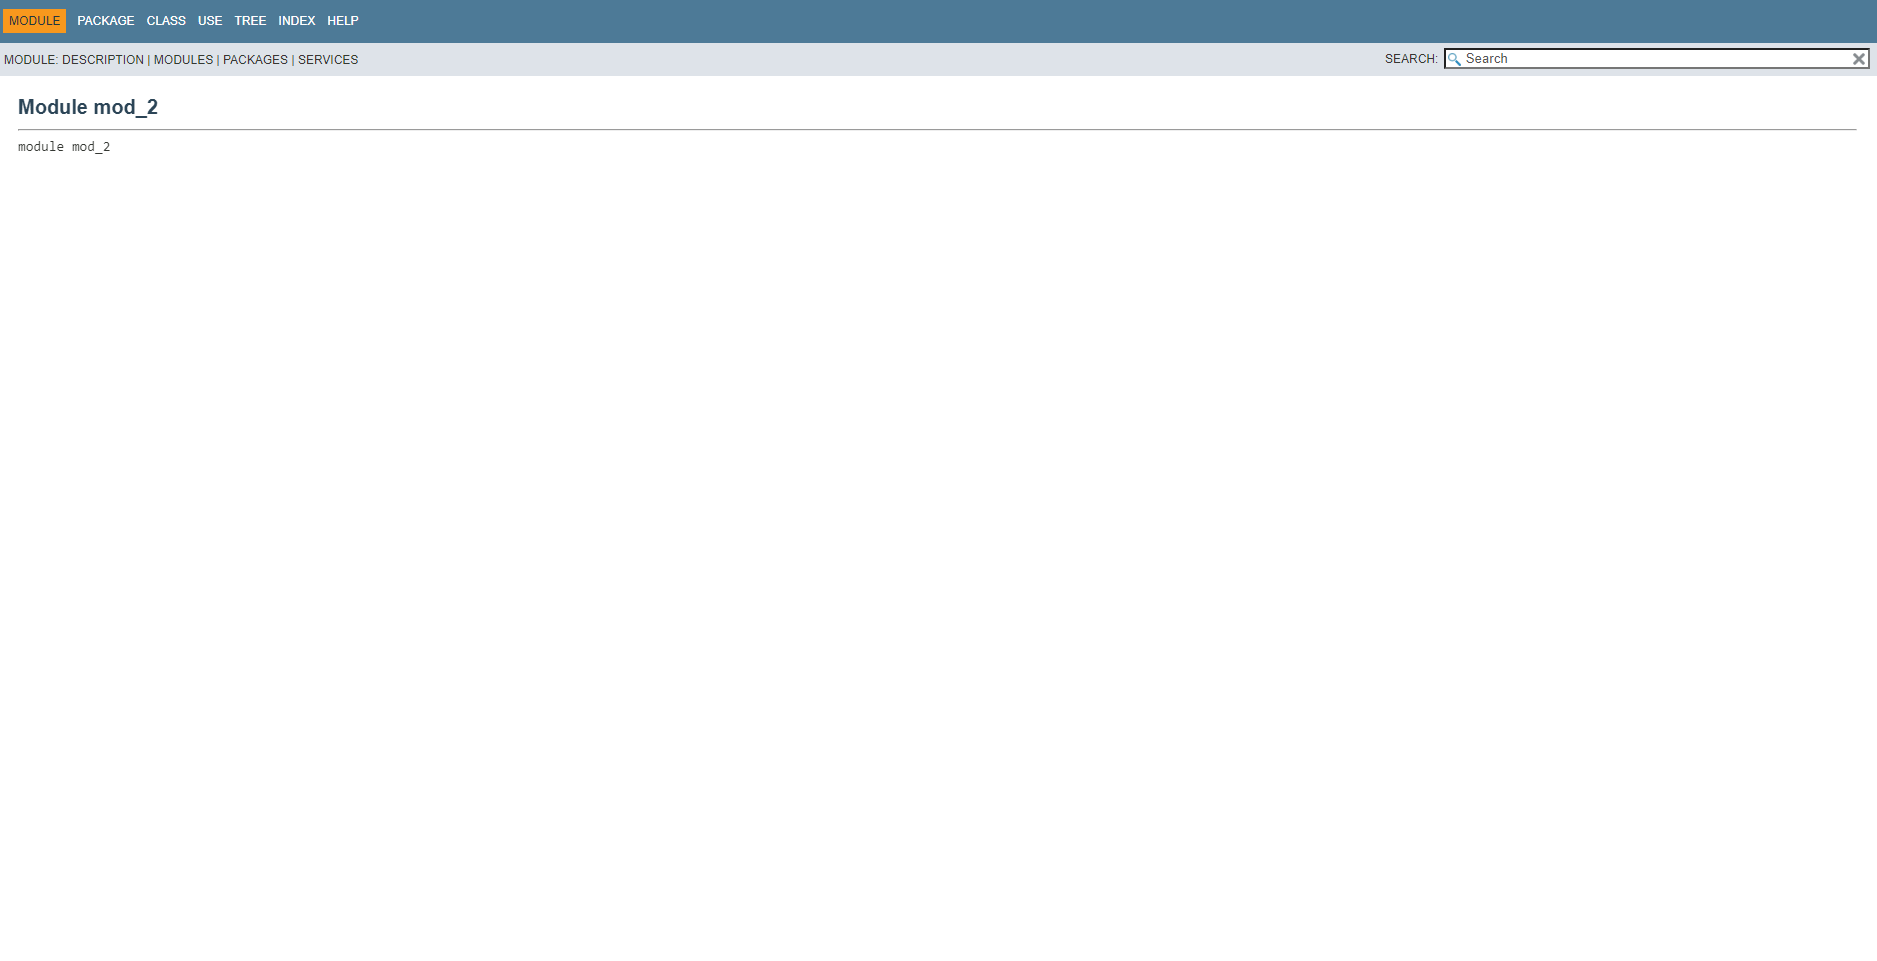 MODULE PACKAGE CLASS USE TREE INDEX HELP
MODULE: DESCRIPTION | MODULES | PACKAGES | SERVICES SEARCH: Search
Module mod_2
module mod_2